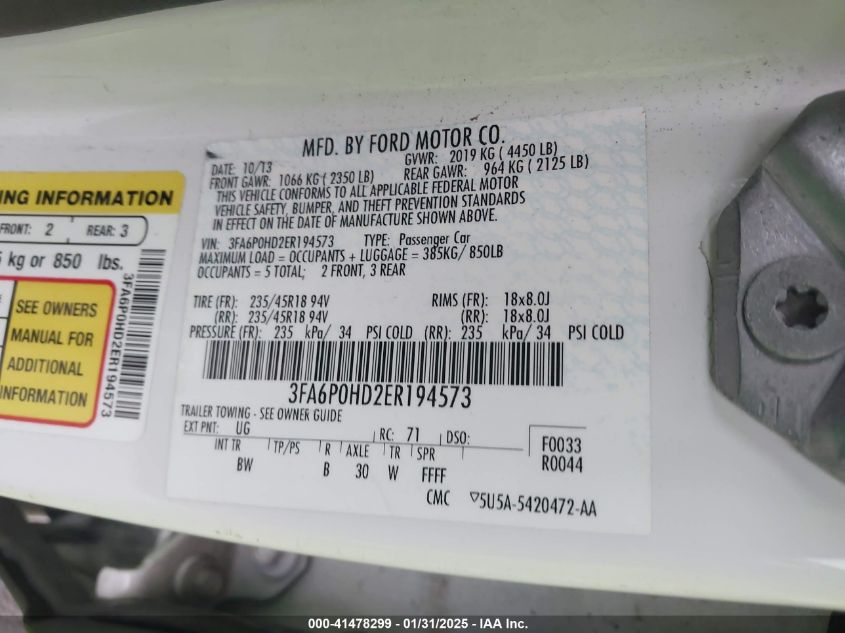 MFD. BY FORD MOTOR CO.
DATE: 10/13 GVWR: 2019 KG ( 4450 LB)
FRONT GAWR: 1066 KG ( 2350 LB) REAR GAWR: 964 KG ( 2125 LB)
THIS VEHICLE CONFORMS TO ALL APPLICABLE FEDERAL MOTOR
VEHICLE SAFETY, BUMPER, AND THEFT PREVENTION STANDARDS
IN EFFECT ON THE DATE OF MANUFACTURE SHOWN ABOVE.
VIN: 3FA6P0HD2ER194573 TYPE: Passenger Car
MAXIMUM LOAD = OCCUPANTS + LUGGAGE = 385KG/ 850LB
OCCUPANTS = 5 TOTAL; 2 FRONT, 3 REAR
TIRE (FR): 235/45R18 94V RIMS (FR): 18x8.0J
(RR): 235/45R18 94V (RR): 18x8.0J
PRESSURE (FR): 235 kPa/ 34 PSI COLD (RR): 235 kPa/ 34 PSI COLD
3FA6P0HD2ER194573
TRAILER TOWING - SEE OWNER GUIDE
EXT PNT: UG RC: 71 DSO: F0033
R0044
INT TR TP/PS R AXLE TR SPR
BW B 30 W FFFF
CMC 5U5A-5420472-AA
NG INFORMATION
FRONT: 2 REAR: 3
kg or 850 lbs.
SEE OWNERS
MANUAL FOR
ADDITIONAL
INFORMATION
3FA6P0HD2ER194573
000-41478299 - 01/31/2025 - IAA Inc.